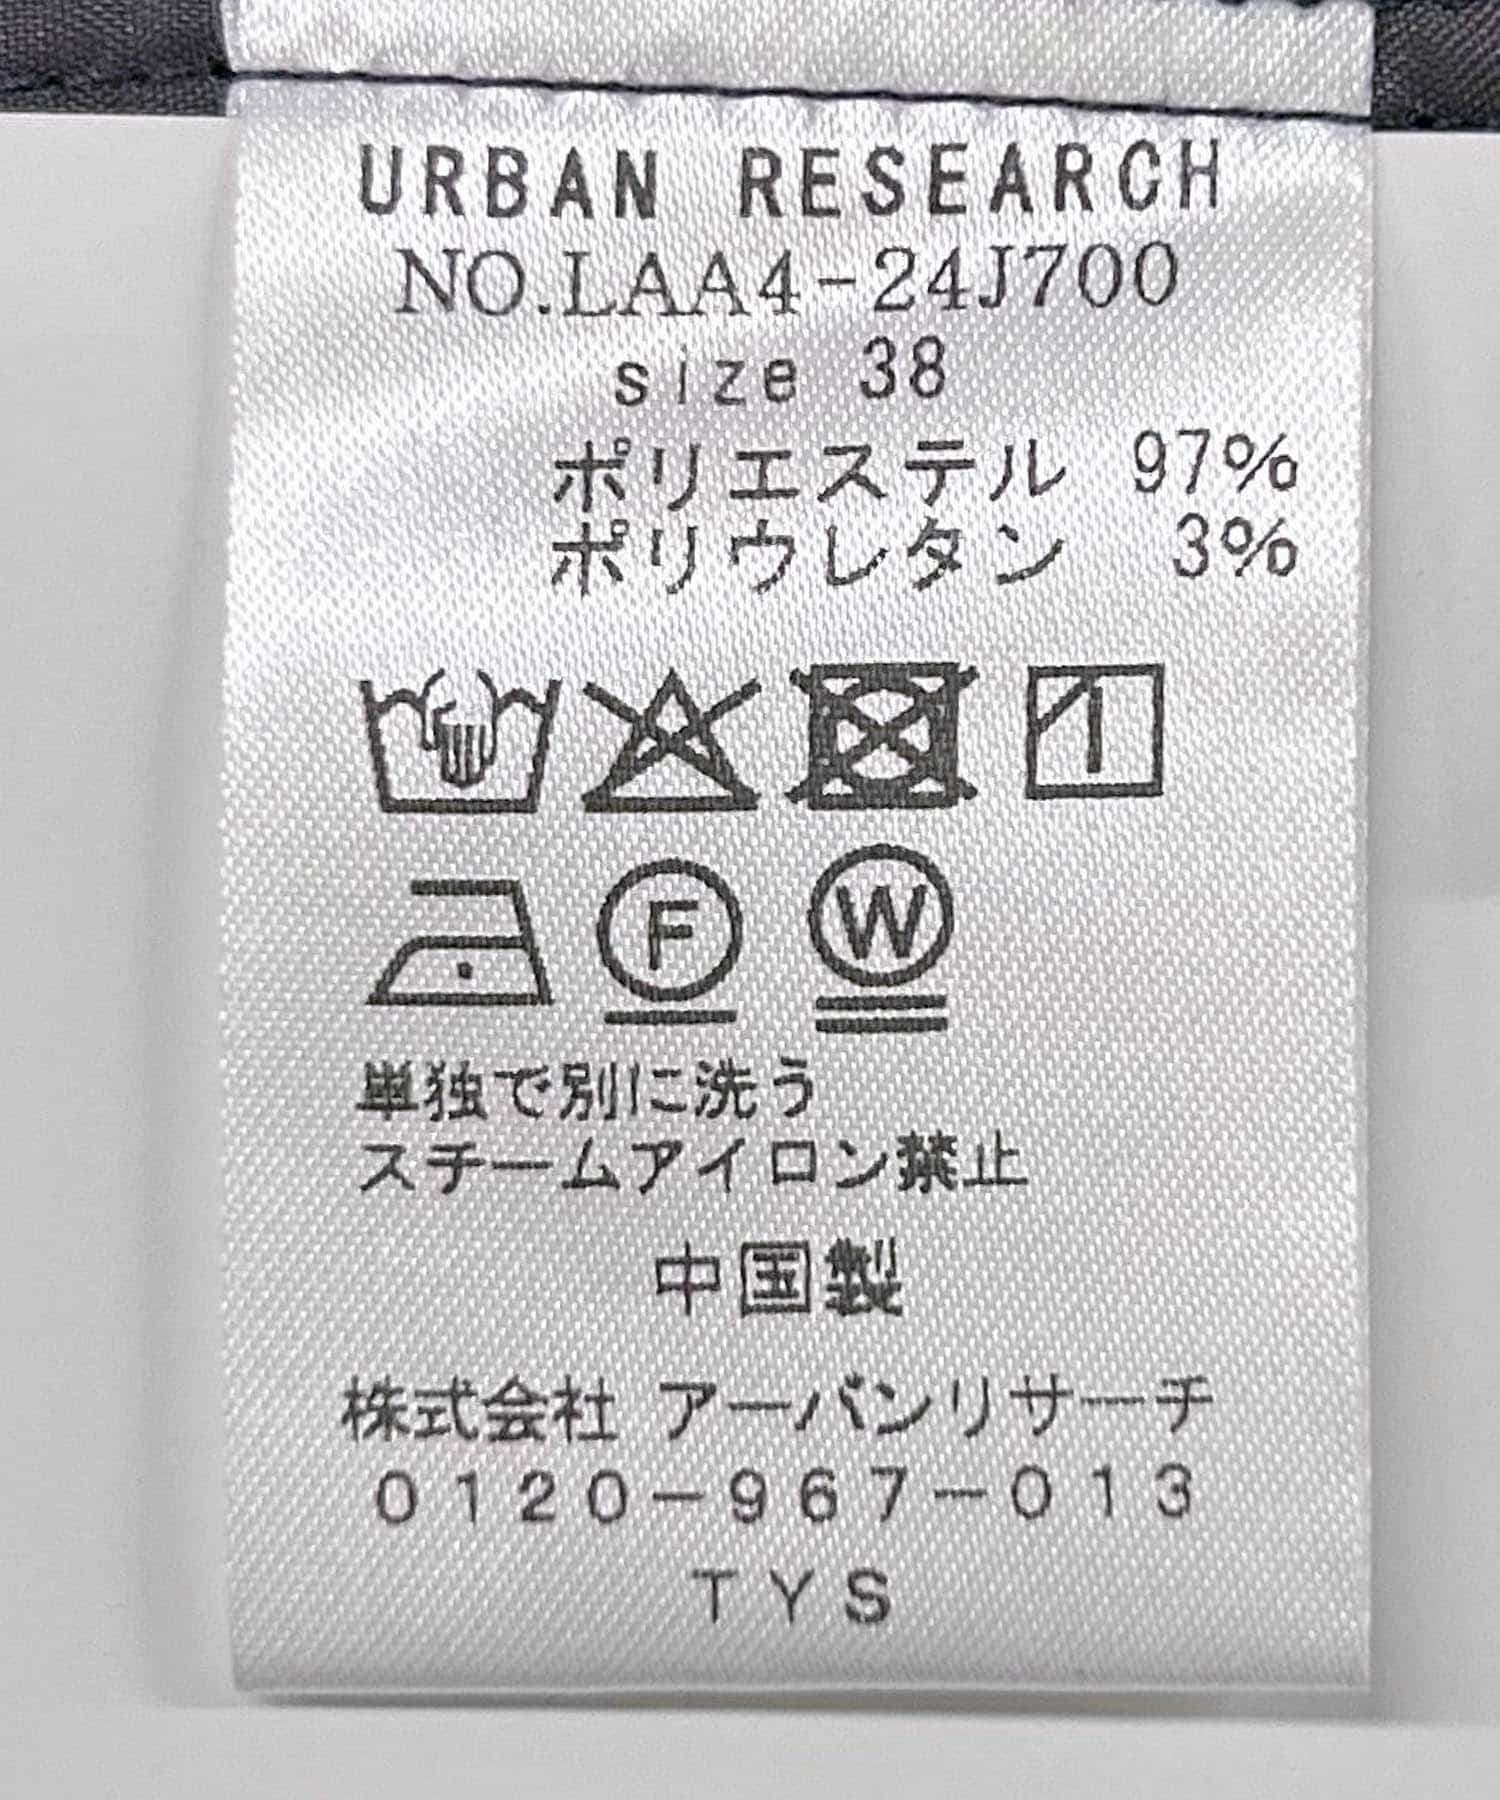 URBAN RESEARCH
NO.LAA4-24J700
size 38
ポリエステル 97%
ポリウレタン 3%
F W
単独で別に洗う
スチームアイロン禁止
中国製
株式会社 アーバンリサーチ
0120-967-013
TYS